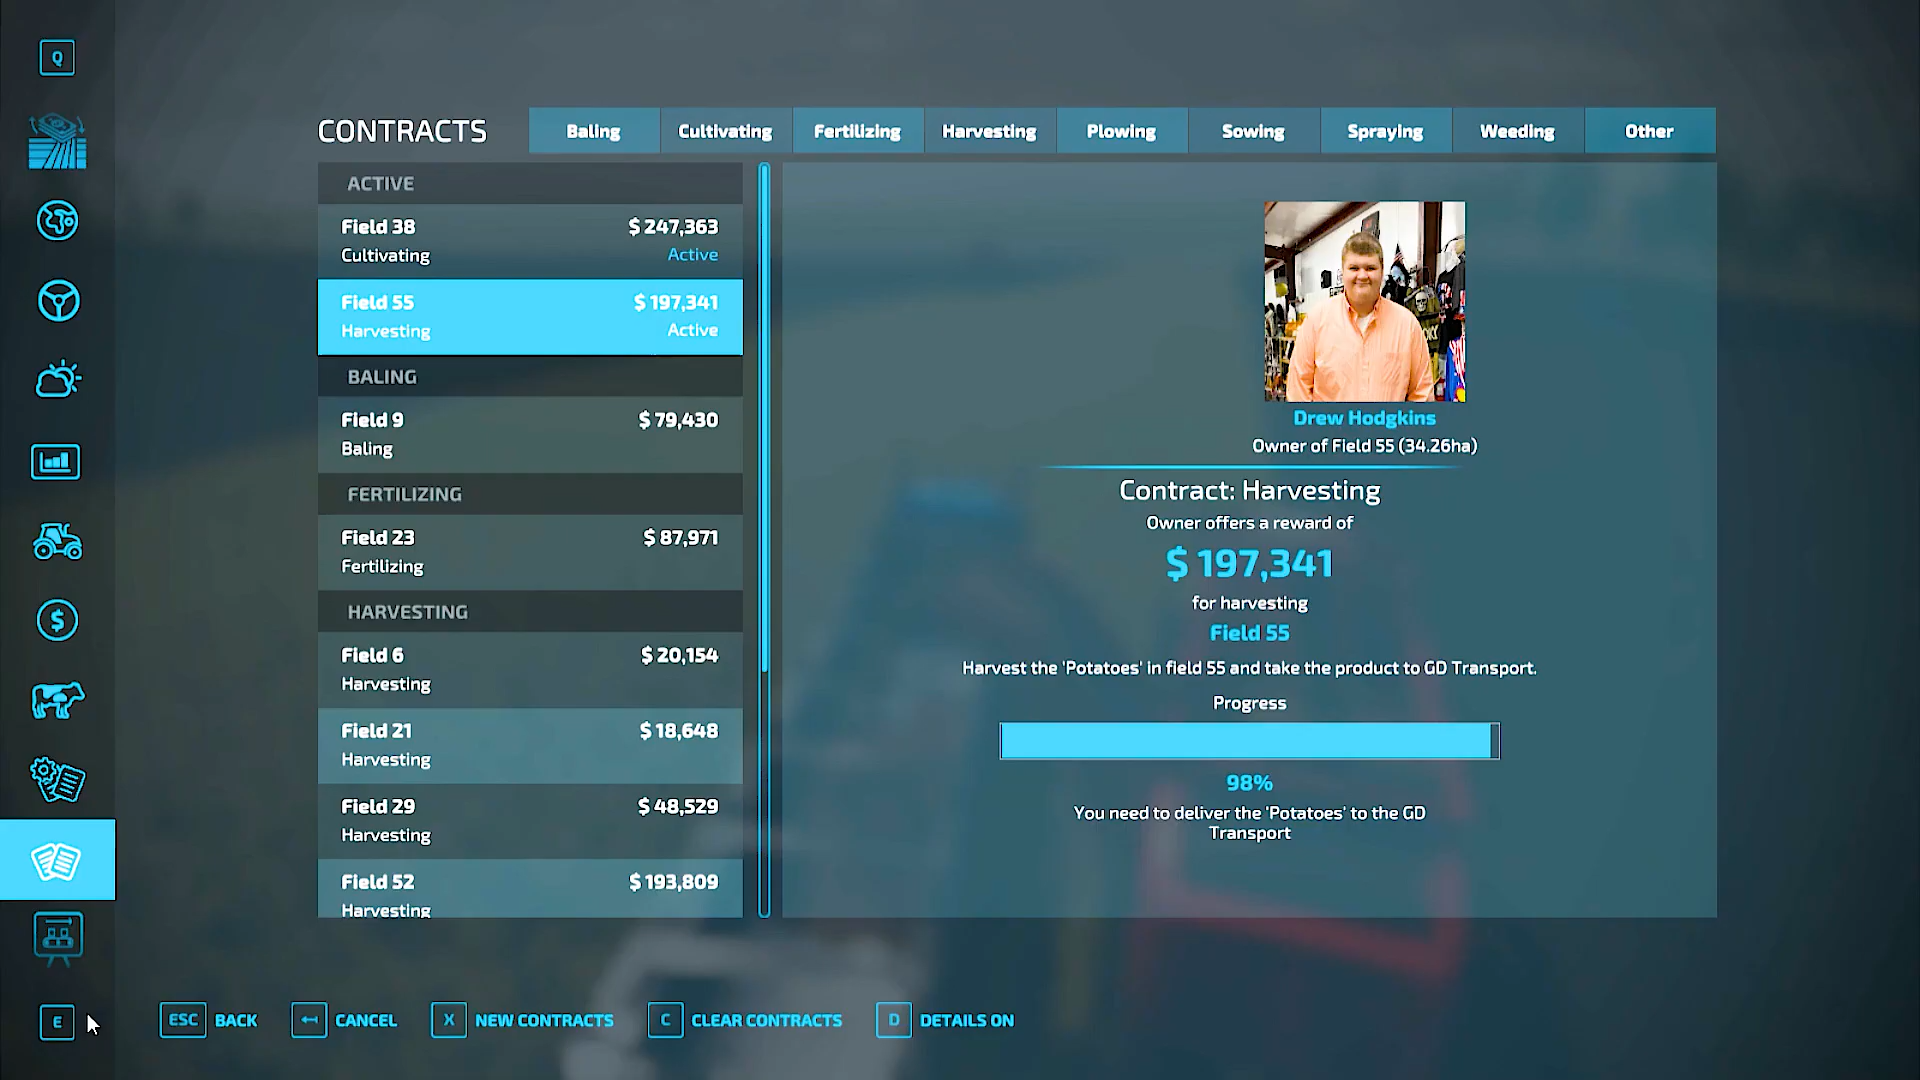 Q
CONTRACTS
Baling
Cultivating
Fertilizing
Harvesting
Plowing
Sowing
Spraying
Weeding
Other
ACTIVE
Field 38 $ 247,363
Cultivating Active
Field 55 $ 197,341
Harvesting Active
BALING
Field 9 $ 79,430
Baling
FERTILIZING
Field 23 $ 87,971
Fertilizing
HARVESTING
Field 6 $ 20,154
Harvesting
Field 21 $ 18,648
Harvesting
Field 29 $ 48,529
Harvesting
Field 52 $ 193,809
Harvesting
Drew Hodgkins
Owner of Field 55 (34.26ha)
Contract: Harvesting
Owner offers a reward of
$ 197,341
for harvesting
Field 55
Harvest the 'Potatoes' in field 55 and take the product to GD Transport.
Progress
98%
You need to deliver the 'Potatoes' to the GD
Transport
E
ESC BACK
CANCEL
X NEW CONTRACTS
C CLEAR CONTRACTS
D DETAILS ON